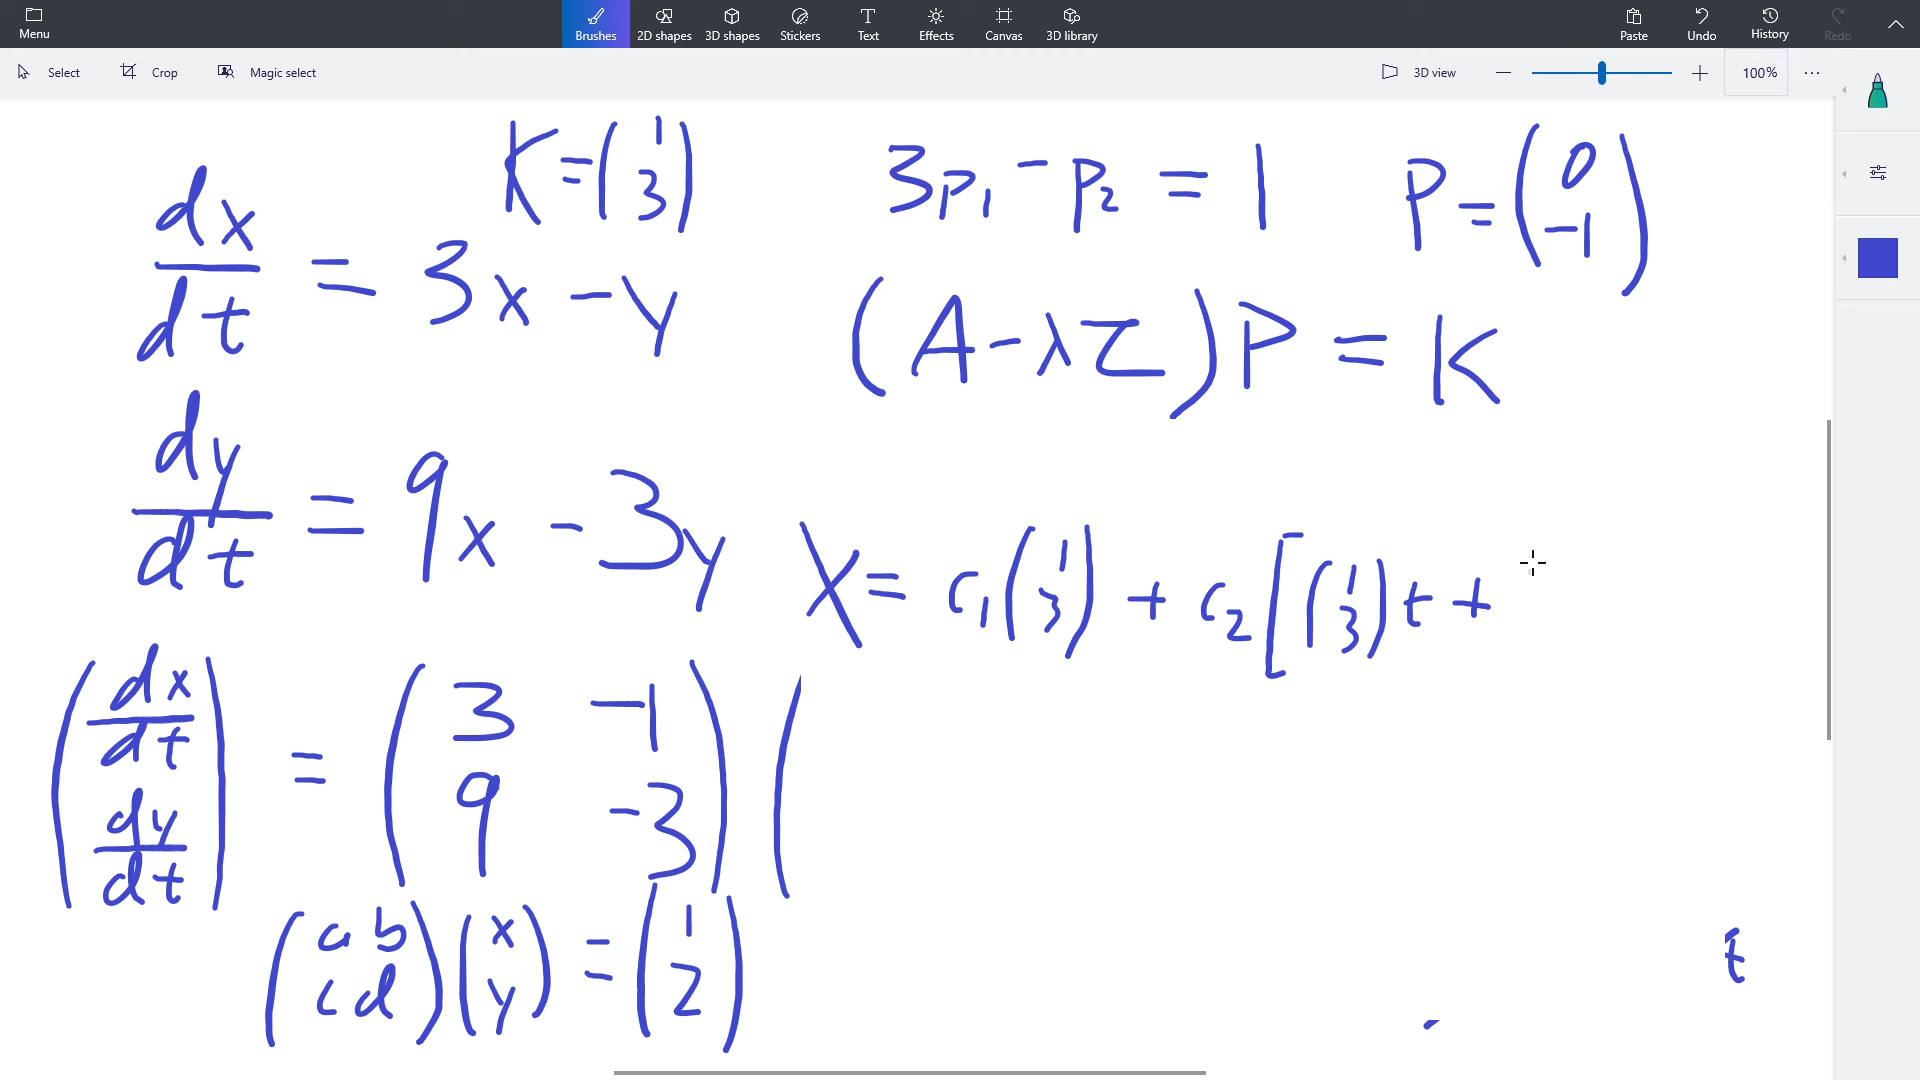 Menu
Brushes 2D shapes 3D shapes Stickers Text Effects Canvas 3D library Paste Undo History Redo
Select Crop Magic select 3D view 100%
K = (1 3)
3p₁ - p₂ = 1
P = (0 -1)
dx/dt = 3x - y
(A - λI)P = K
dy/dt = 9x - 3y
X = c₁(1 3) + c₂[(1 3)t +
(dx/dt dy/dt) = (3 -1 9 -3)(
(a b c d)(x y) = (1 2)
t